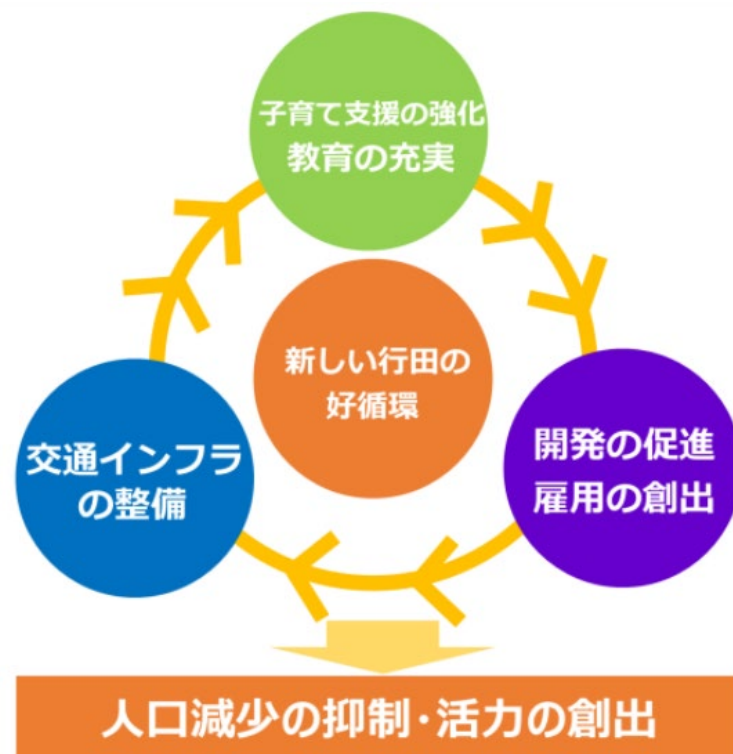 子育て支援の強化
教育の充実
新しい行田の
好循環
交通インフラ
の整備
開発の促進
雇用の創出
人口減少の抑制・活力の創出